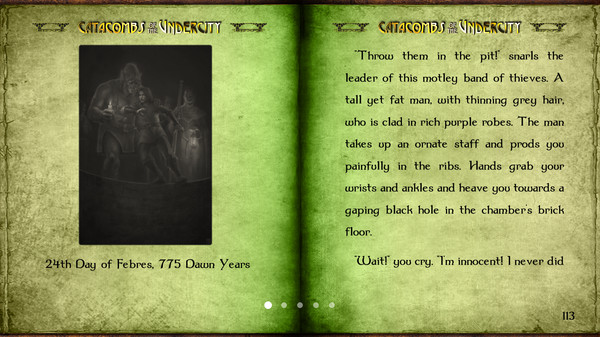 CATACOMBS OF THE UNDERCITY
24th Day of Febres, 775 Dawn Years
CATACOMBS OF THE UNDERCITY
"Throw them in the pit!" snarls the
leader of this motley band of thieves. A
tall yet fat man, with thinning grey hair,
who is clad in rich purple robes. The man
takes up an ornate staff and prods you
painfully in the ribs. Hands grab your
wrists and ankles and heave you towards a
gaping black hole in the chamber's brick
floor.
"Wait!" you cry. "I'm innocent! I never did
113